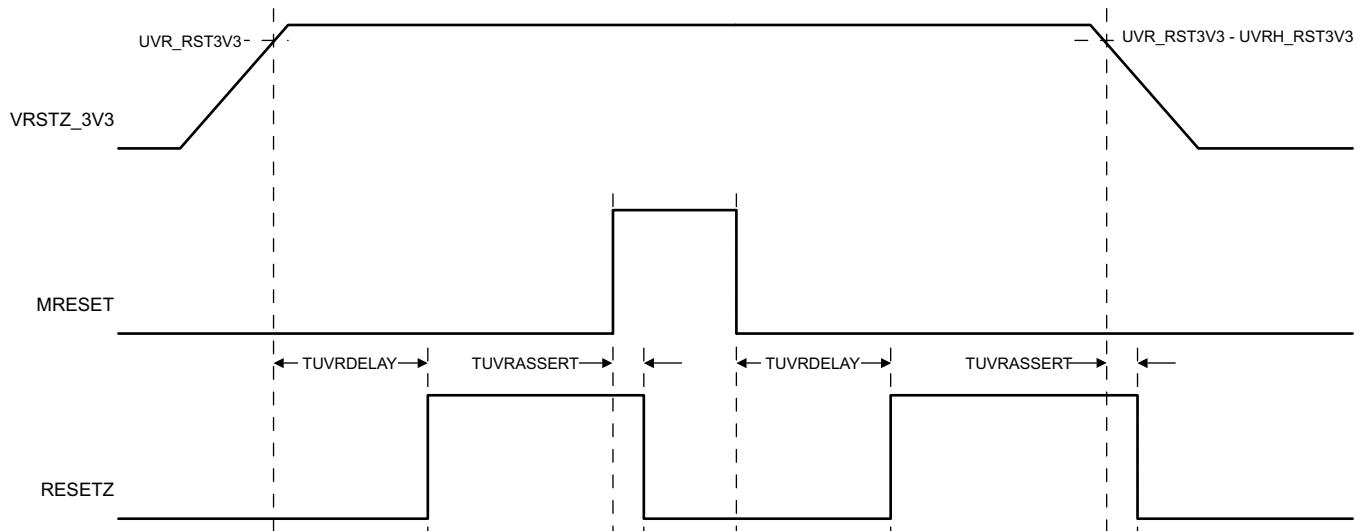 UVR_RST3V3
UVR_RST3V3 - UVRH_RST3V3
VRSTZ_3V3
MRESET
TUVRDELAY
TUVRASSERT
TUVRDELAY
TUVRASSERT
RESETZ